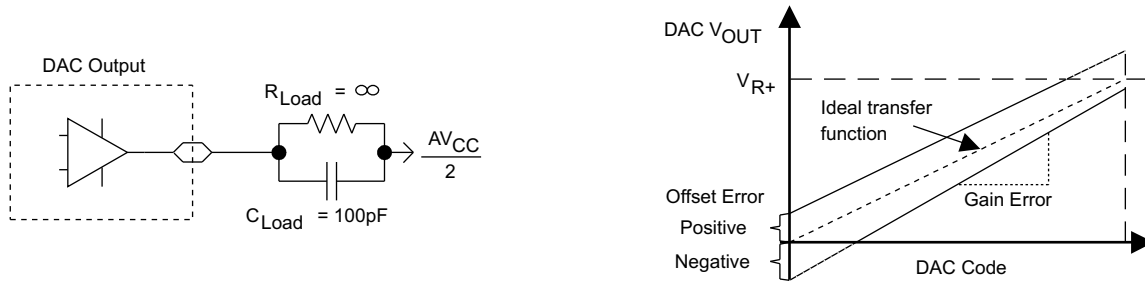 DAC Output
R Load = ∞
C Load = 100pF
AV CC
2
DAC V OUT
V R+
Ideal transfer
function
Offset Error
Positive
Negative
Gain Error
DAC Code